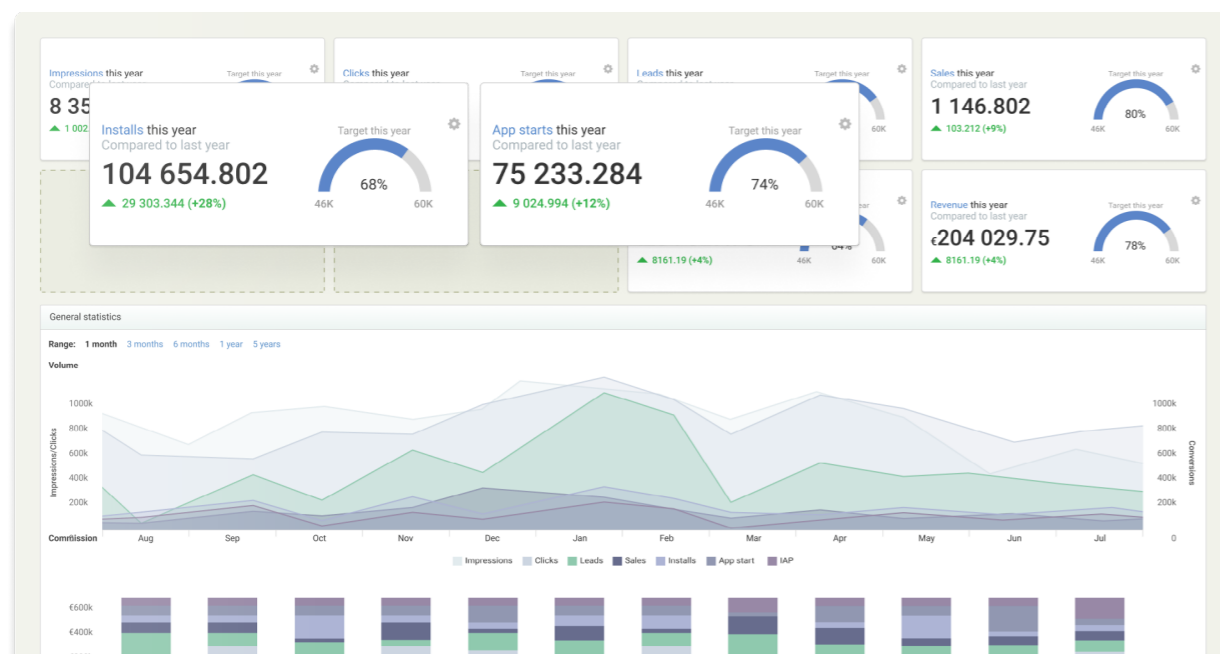 Impressions this year
Target this year
8 35
1 002.
Clicks this year
Target this year
Leads this year
Target this year
60K
Sales this year
Compared to last year
1 146.802
103.212 (+9%)
Target this year
80%
46K
60K
Installs this year
Compared to last year
104 654.802
29 303.344 (+28%)
Target this year
68%
46K
60K
App starts this year
Compared to last year
75 233.284
9 024.994 (+12%)
Target this year
74%
46K
60K
8161.19 (+4%)
46K
60K
Revenue this year
Compared to last year
€204 029.75
8161.19 (+4%)
Target this year
78%
46K
60K
General statistics
Range: 1 month 3 months 6 months 1 year 5 years
Volume
1000k
800k
600k
400k
200k
Impressions/Clicks
1000k
800k
600k
400k
200k
0
Conversions
Commission
Aug Sep Oct Nov Dec Jan Feb Mar Apr May Jun Jul
Impressions Clicks Leads Sales Installs App start IAP
€600k
€400k